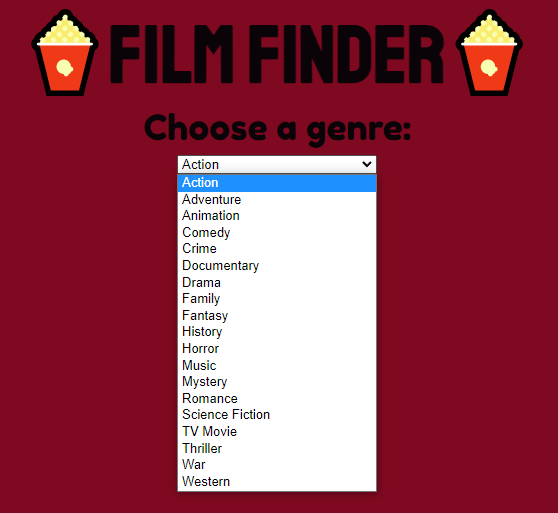 FILM FINDER
Choose a genre:
Action
Action
Adventure
Animation
Comedy
Crime
Documentary
Drama
Family
Fantasy
History
Horror
Music
Mystery
Romance
Science Fiction
TV Movie
Thriller
War
Western